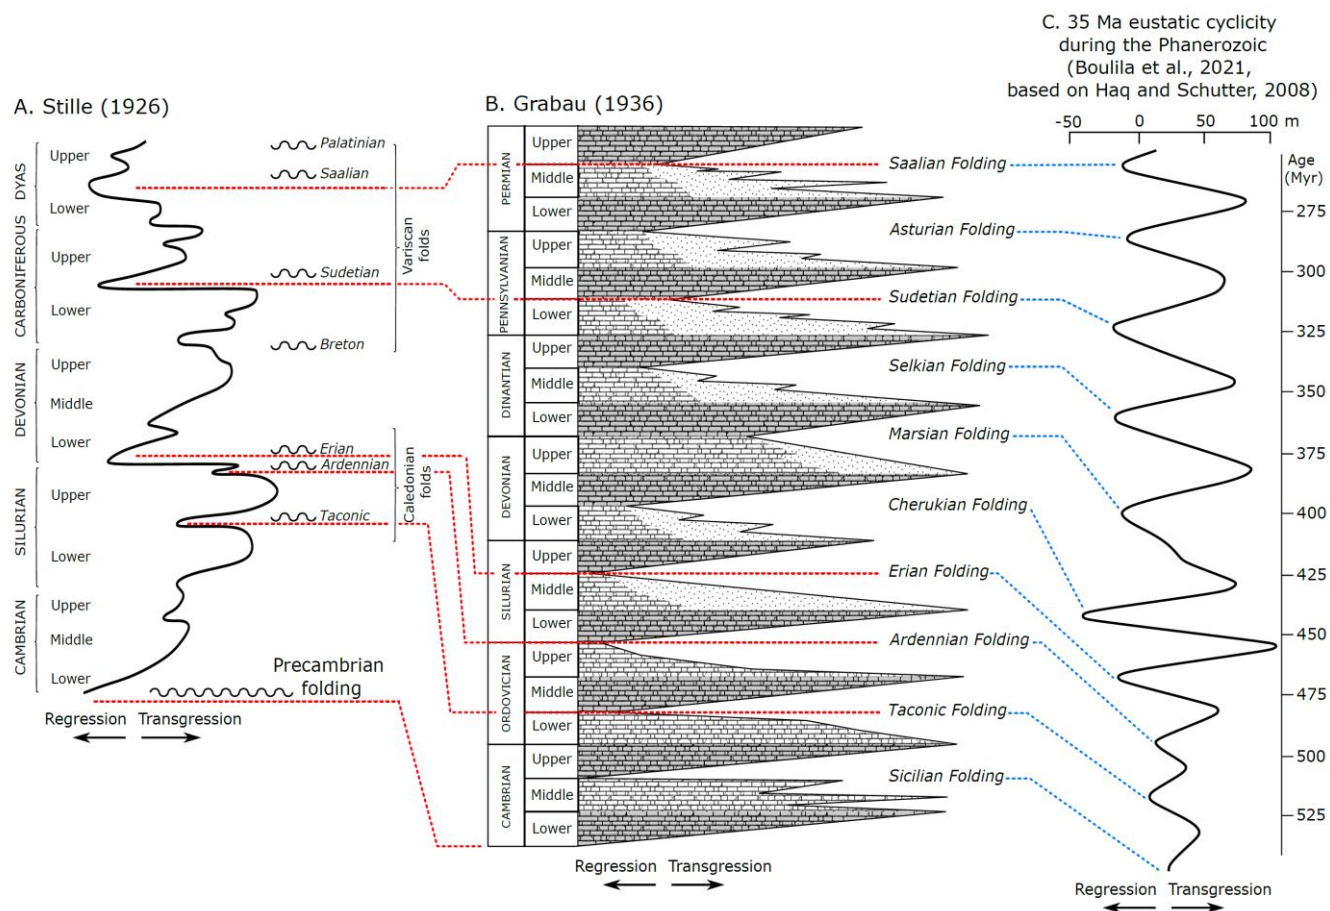 C. 35 Ma eustatic cyclicity
during the Phanerozoic
(Boulila et al., 2021,
based on Haq and Schutter, 2008)
A. Stille (1926)
B. Grabau (1936)
-50 0 50 100 m
Age
(Myr)
275
300
325
350
375
400
425
450
475
500
525
DYAS
Upper
Lower
CARBONIFEROUS
Upper
Lower
DEVONIAN
Upper
Middle
Lower
SILURIAN
Upper
Lower
CAMBRIAN
Upper
Middle
Lower
Palatinian
Saalian
Sudetian
Breton
Variscan
folds
Erian
Ardennian
Taconic
Caledonian
folds
Precambrian
folding
Regression Transgression
PERMIAN
Upper
Middle
Lower
PENNSYLVANIAN
Upper
Middle
Lower
DINANTIAN
Upper
Middle
Lower
DEVONIAN
Upper
Middle
Lower
SILURIAN
Upper
Middle
Lower
ORDOVICIAN
Upper
Middle
Lower
CAMBRIAN
Upper
Middle
Lower
Regression Transgression
Saalian Folding
Asturian Folding
Sudetian Folding
Selkian Folding
Marsian Folding
Cherukian Folding
Erian Folding
Ardennian Folding
Taconic Folding
Sicilian Folding
Regression Transgression